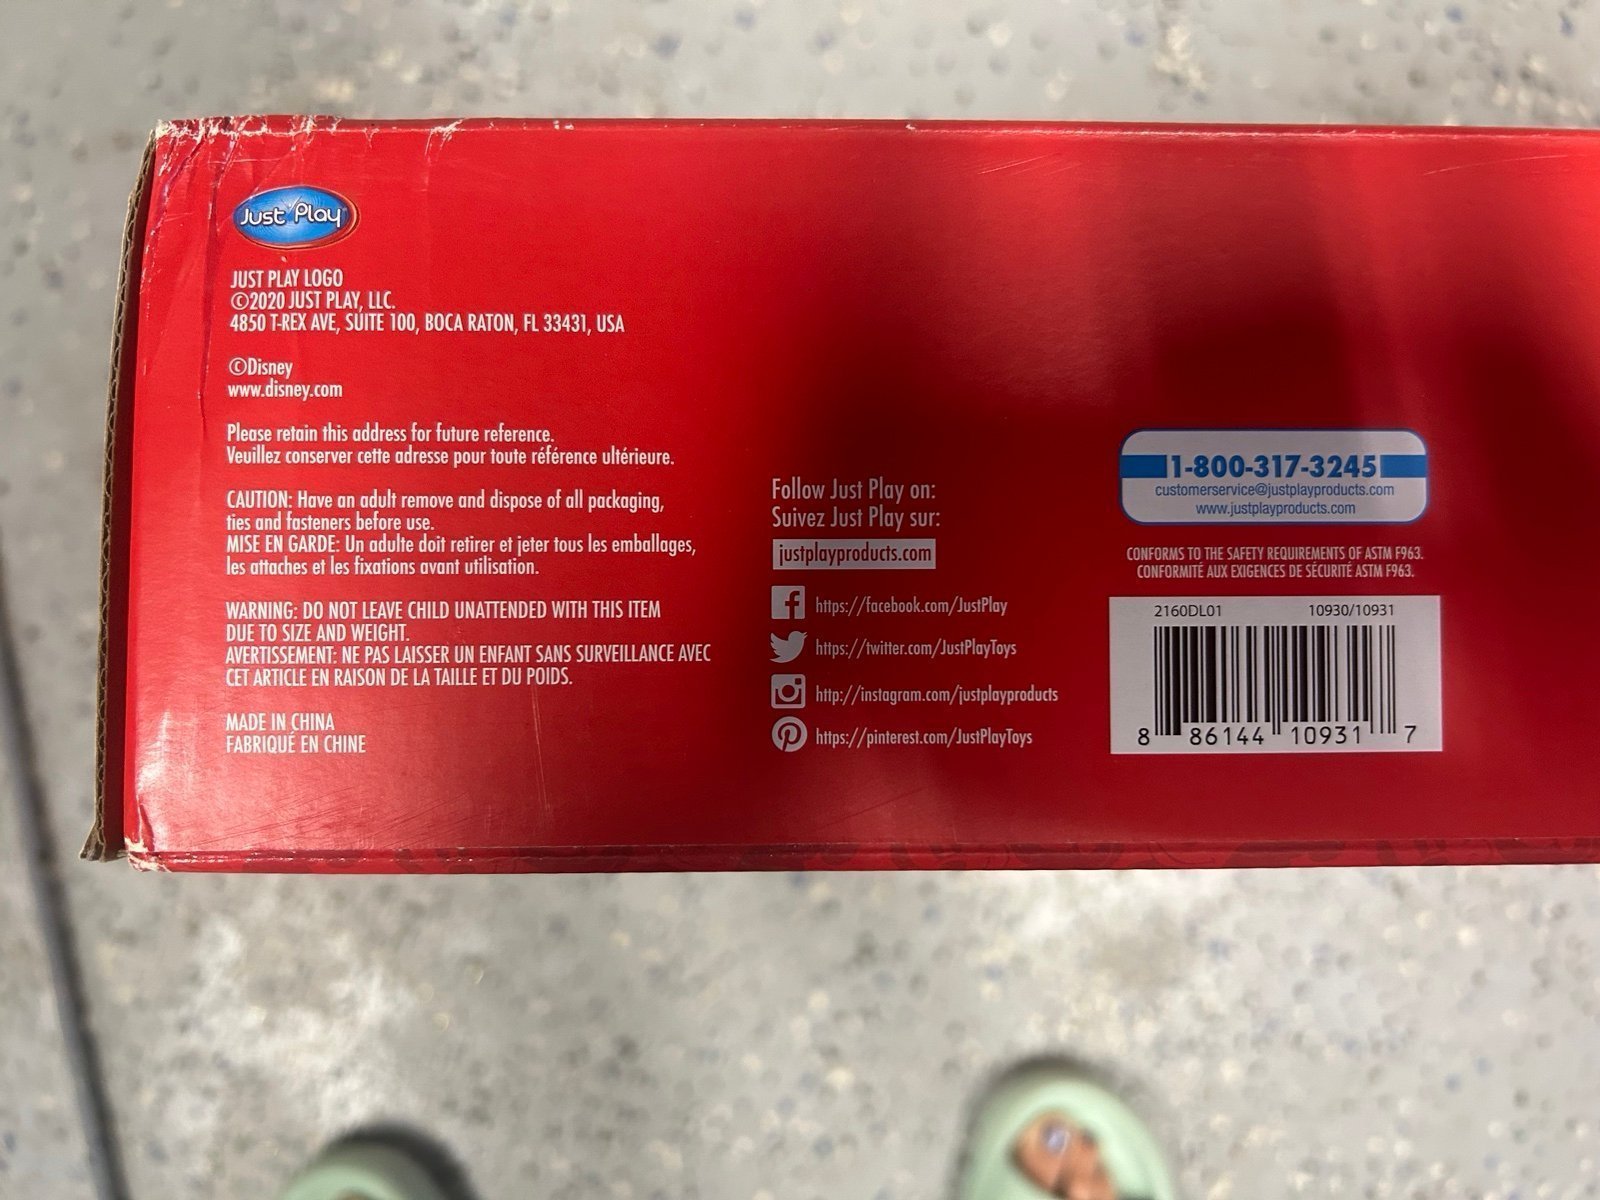 Just Play
JUST PLAY LOGO
©2020 JUST PLAY, LLC.
4850 T-REX AVE, SUITE 100, BOCA RATON, FL 33431, USA
©Disney
www.disney.com
Please retain this address for future reference.
Veuillez conserver cette adresse pour toute référence ultérieure.
CAUTION: Have an adult remove and dispose of all packaging,
ties and fasteners before use.
MISE EN GARDE: Un adulte doit retirer et jeter tous les emballages,
les attaches et les fixations avant utilisation.
WARNING: DO NOT LEAVE CHILD UNATTENDED WITH THIS ITEM
DUE TO SIZE AND WEIGHT.
AVERTISSEMENT: NE PAS LAISSER UN ENFANT SANS SURVEILLANCE AVEC
CET ARTICLE EN RAISON DE LA TAILLE ET DU POIDS.
MADE IN CHINA
FABRIQUÉ EN CHINE
Follow Just Play on:
Suivez Just Play sur:
justplayproducts.com
https://facebook.com/JustPlay
https://twitter.com/JustPlayToys
http://instagram.com/justplayproducts
https://pinterest.com/JustPlayToys
1-800-317-3245
customerservice@justplayproducts.com
www.justplayproducts.com
CONFORMS TO THE SAFETY REQUIREMENTS OF ASTM F963.
CONFORMITÉ AUX EXIGENCES DE SÉCURITÉ ASTM F963.
2160DL01 10930/10931
8 86144 10931 7